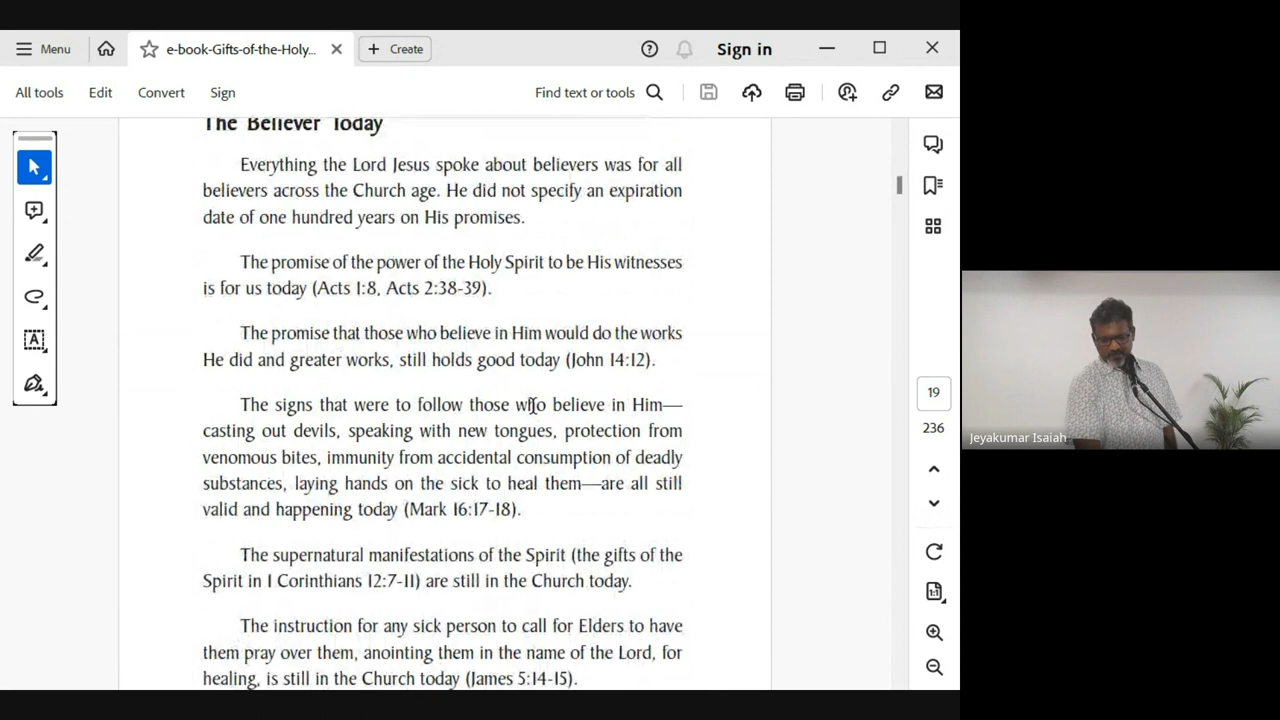 Menu
e-book-Gifts-of-the-Holy...
Create
Sign in
All tools
Edit
Convert
Sign
Find text or tools
The Believer Today
Everything the Lord Jesus spoke about believers was for all
believers across the Church age. He did not specify an expiration
date of one hundred years on His promises.
The promise of the power of the Holy Spirit to be His witnesses
is for us today (Acts 1:8, Acts 2:38-39).
The promise that those who believe in Him would do the works
He did and greater works, still holds good today (John 14:12).
The signs that were to follow those who believe in Him—
casting out devils, speaking with new tongues, protection from
venomous bites, immunity from accidental consumption of deadly
substances, laying hands on the sick to heal them—are all still
valid and happening today (Mark 16:17-18).
The supernatural manifestations of the Spirit (the gifts of the
Spirit in 1 Corinthians 12:7-11) are still in the Church today.
The instruction for any sick person to call for Elders to have
them pray over them, anointing them in the name of the Lord, for
healing, is still in the Church today (James 5:14-15).
19
236
1:1
Jeyakumar Isaiah